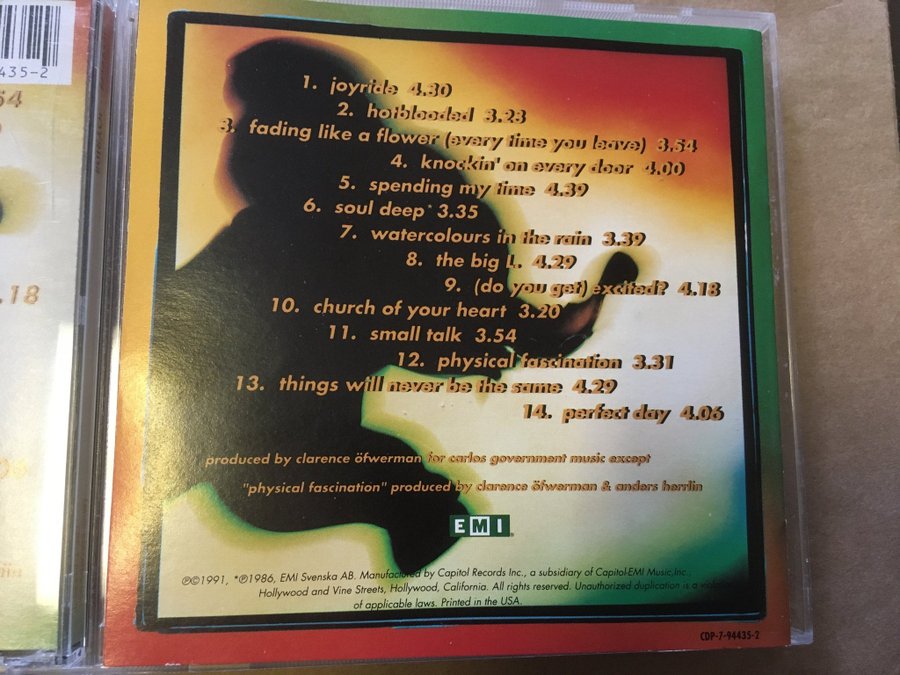 435-2
54
.18
1. joyride 4.30
2. hotblooded 3.23
3. fading like a flower (every time you leave) 3.54
4. knockin' on every door 4.00
5. spending my time 4.39
6. soul deep* 3.35
7. watercolours in the rain 3.39
8. the big L. 4.29
9. (do you get) excited? 4.18
10. church of your heart 3.20
11. small talk 3.54
12. physical fascination 3.31
13. things will never be the same 4.29
14. perfect day 4.06
produced by clarence öfwerman for carlos government music except
"physical fascination" produced by clarence öfwerman & anders herrlin
EMI
℗©1991, *℗1986, EMI Svenska AB. Manufactured by Capitol Records Inc., a subsidiary of Capitol-EMI Music,Inc.,
Hollywood and Vine Streets, Hollywood, California. All rights reserved. Unauthorized duplication is a violation
of applicable laws. Printed in the USA.
CDP-7-94435-2